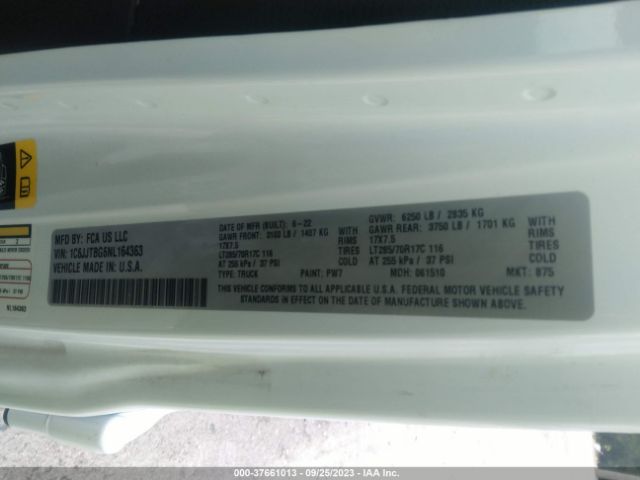 MFD BY: FCA US LLC
VIN: 1C6JJTBG6NL164363
VEHICLE MADE IN U.S.A.
DATE OF MFR (BUILT): 6-22
GAWR FRONT: 3100 LB / 1407 KG WITH
17X7.5 RIMS
LT285/70R17C 116 TIRES
AT 255 kPa / 37 PSI COLD
GVWR: 6250 LB / 2835 KG
GAWR REAR: 3750 LB / 1701 KG WITH
17X7.5 RIMS
LT285/70R17C 116 TIRES
AT 255 kPa / 37 PSI COLD
TYPE: TRUCK PAINT: PW7 MDH: 061510 MKT: 875
THIS VEHICLE CONFORMS TO ALL APPLICABLE U.S.A. FEDERAL MOTOR VEHICLE SAFETY
STANDARDS IN EFFECT ON THE DATE OF MANUFACTURE SHOWN ABOVE.
2
NL164363
000-37661013 - 09/25/2023 - IAA Inc.